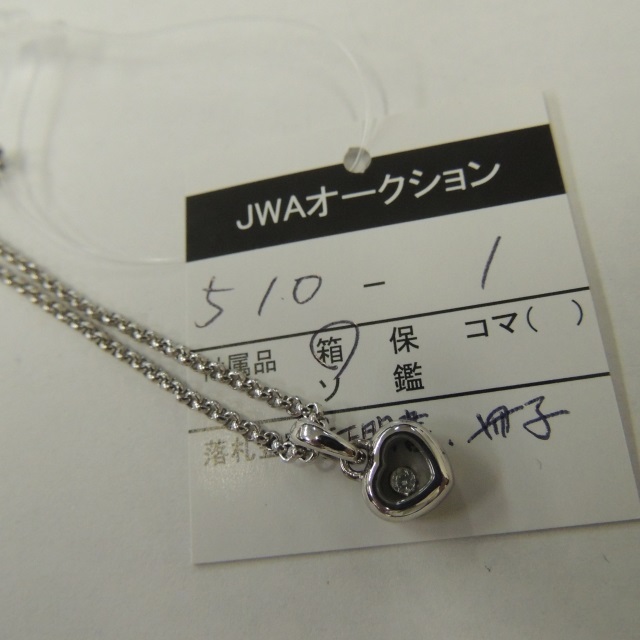 JWAオークション
510-1
付属品 箱 保 コマ( )
ソ 鑑
落札 冊子